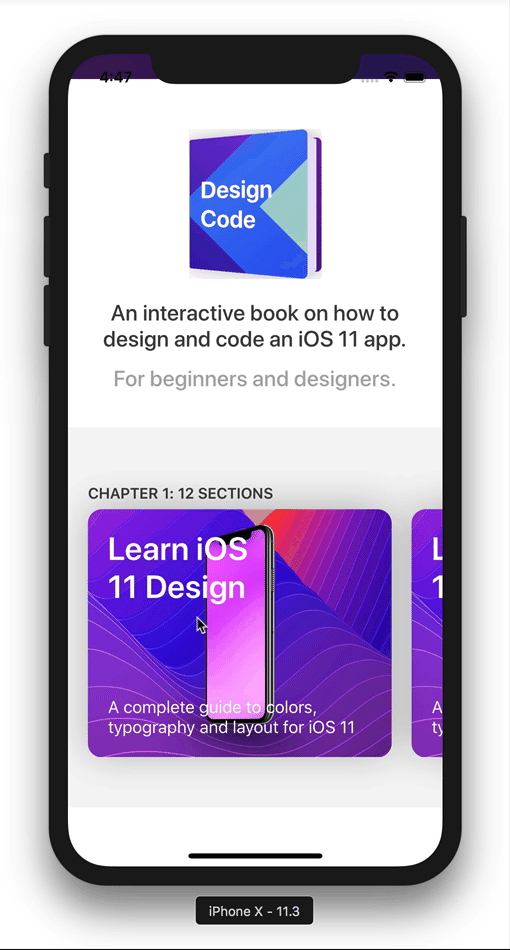 4:47
Design
Code
An interactive book on how to
design and code an iOS 11 app.
For beginners and designers.
CHAPTER 1: 12 SECTIONS
Learn iOS
11 Design
A complete guide to colors,
typography and layout for iOS 11
L
1
A
ty
iPhone X - 11.3